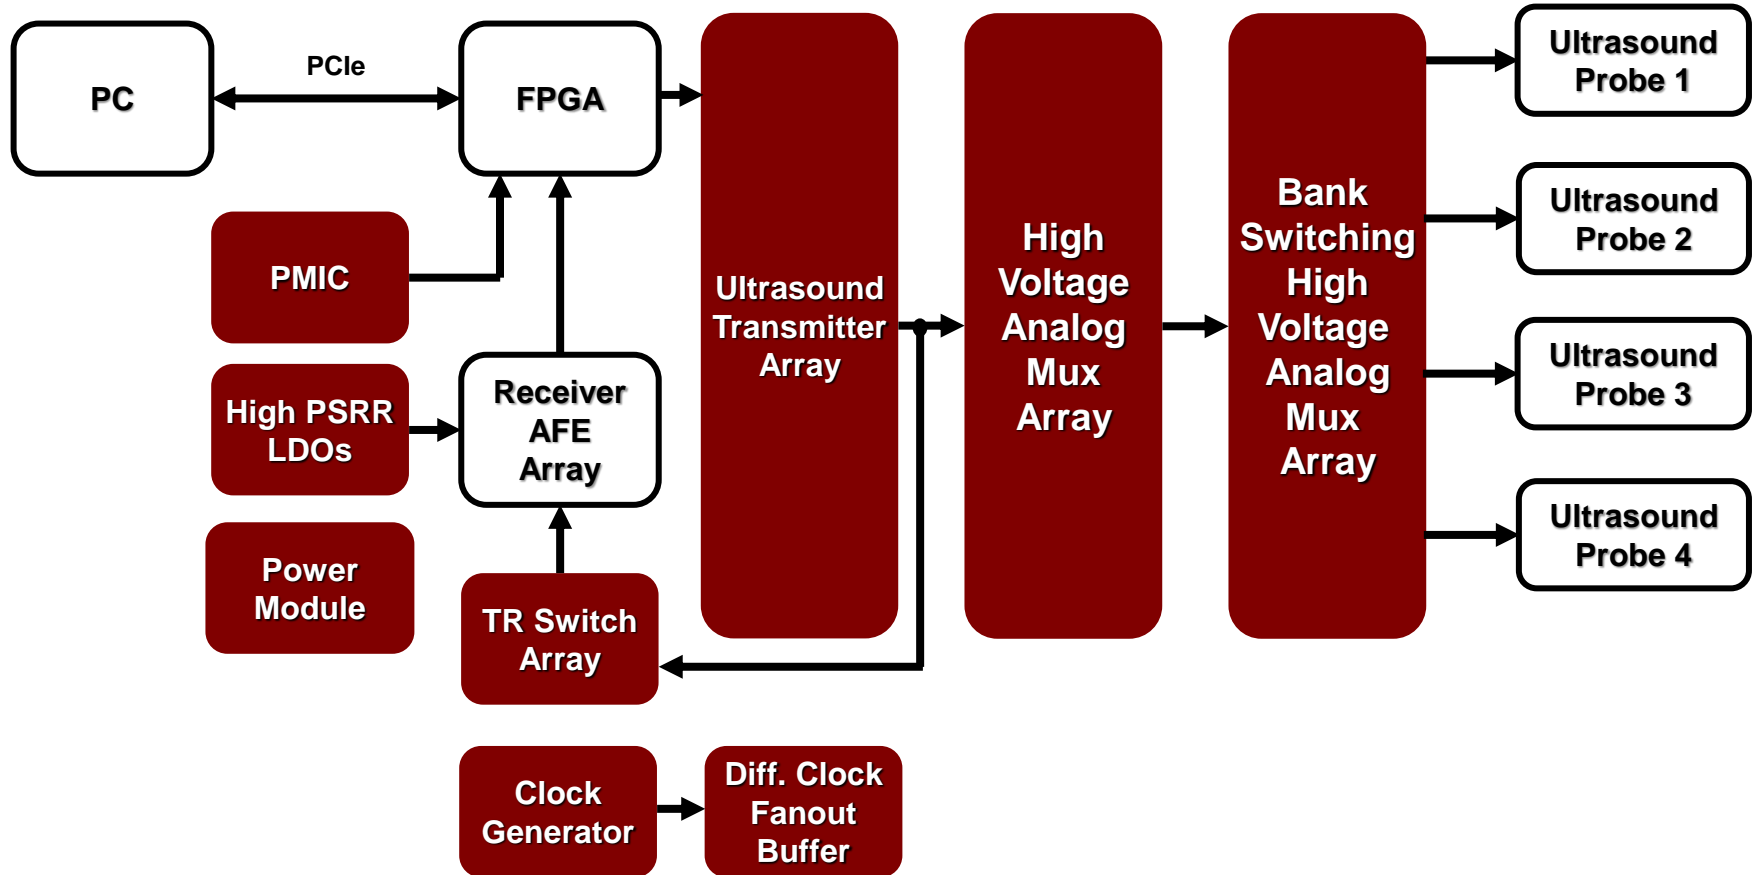 PC
PCIe
FPGA
PMIC
High PSRR
LDOs
Receiver
AFE
Array
Power
Module
TR Switch
Array
Clock
Generator
Diff. Clock
Fanout
Buffer
Ultrasound
Transmitter
Array
High
Voltage
Analog
Mux
Array
Bank
Switching
High
Voltage
Analog
Mux
Array
Ultrasound
Probe 1
Ultrasound
Probe 2
Ultrasound
Probe 3
Ultrasound
Probe 4